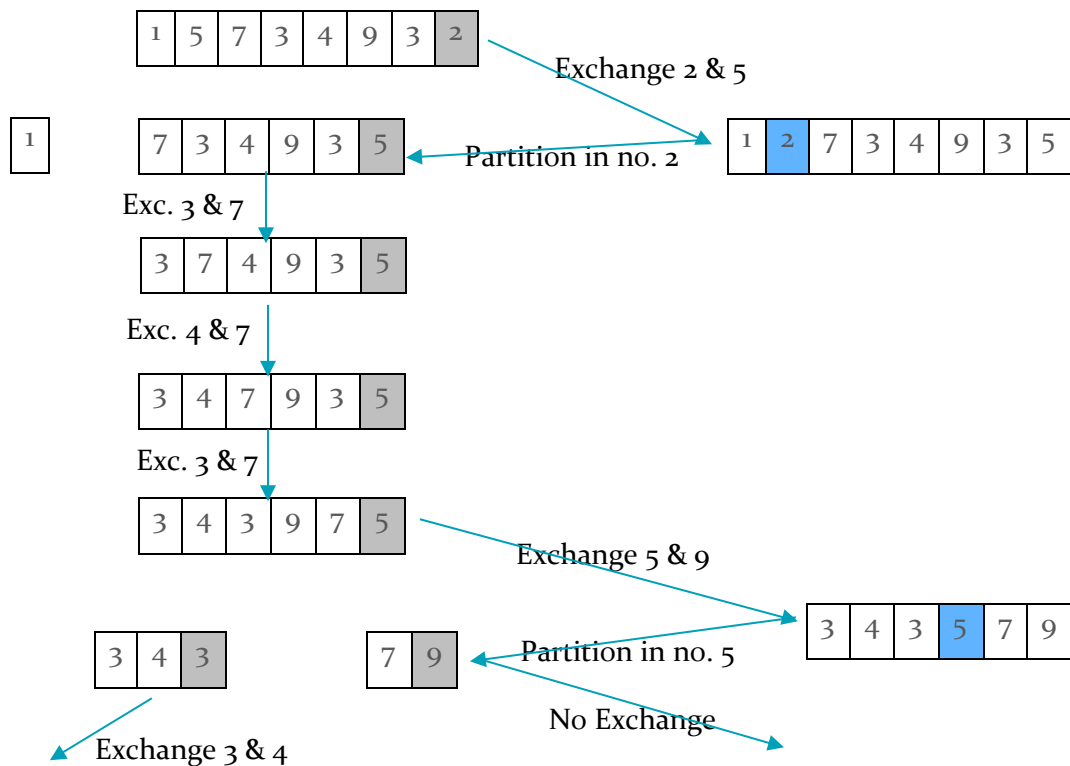 1 5 7 3 4 9 3 2
Exchange 2 & 5
1
7 3 4 9 3 5
Partition in no. 2
1 2 7 3 4 9 3 5
Exc. 3 & 7
3 7 4 9 3 5
Exc. 4 & 7
3 4 7 9 3 5
Exc. 3 & 7
3 4 3 9 7 5
Exchange 5 & 9
3 4 3 5 7 9
3 4 3
7 9
Partition in no. 5
No Exchange
Exchange 3 & 4